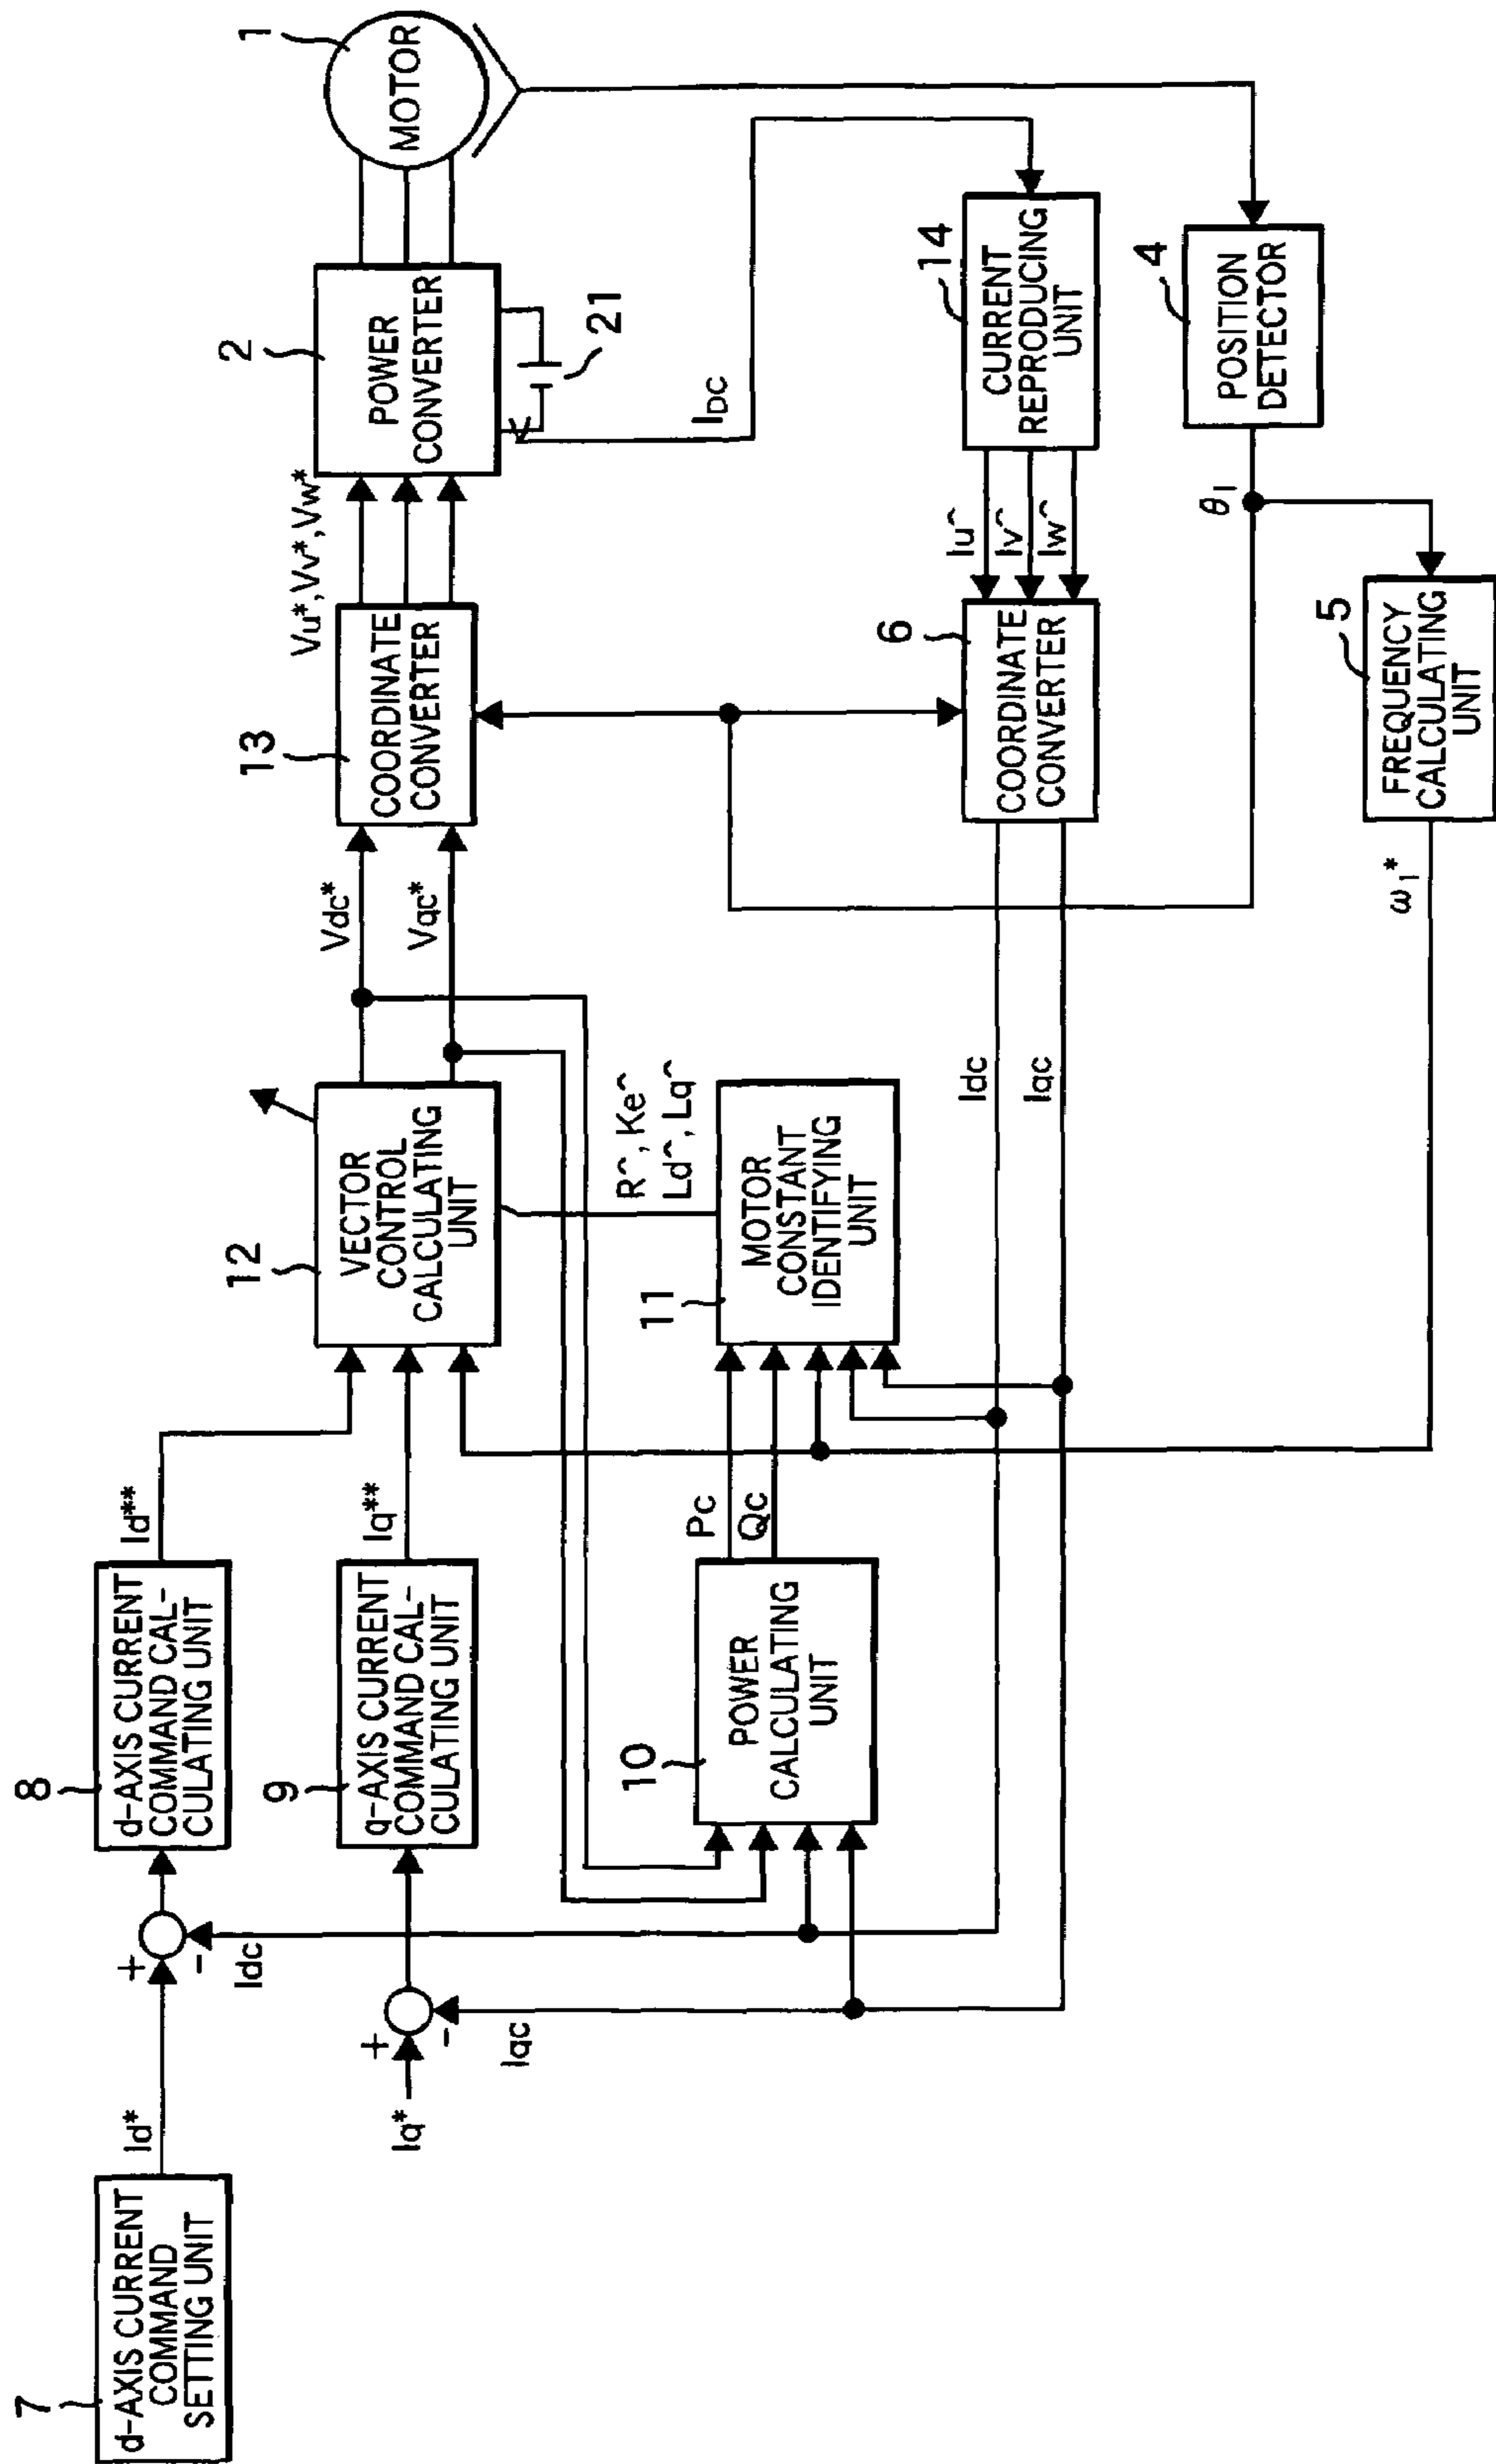 7
d-AXIS CURRENT
COMMAND
SETTING UNIT
Id*
+
-
Idc
8
d-AXIS CURRENT
COMMAND CAL-
CULATING UNIT
Id**
Iq*
+
-
Iqc
9
q-AXIS CURRENT
COMMAND CAL-
CULATING UNIT
Iq**
12
VECTOR
CONTROL
CALCULATING
UNIT
Vdc*
Vqc*
13
COORDINATE
CONVERTER
Vu*,Vv*,Vw*
2
POWER
CONVERTER
21
1
MOTOR
IDC
10
POWER
CALCULATING
UNIT
Pc
Qc
11
MOTOR
CONSTANT
IDENTIFYING
UNIT
R^, Ke^
Ld^, Lq^
Idc
Iqc
6
COORDINATE
CONVERTER
Iu^
Iv^
Iw^
14
CURRENT
REPRODUCING
UNIT
4
POSITION
DETECTOR
θ1
5
FREQUENCY
CALCULATING
UNIT
ω1*